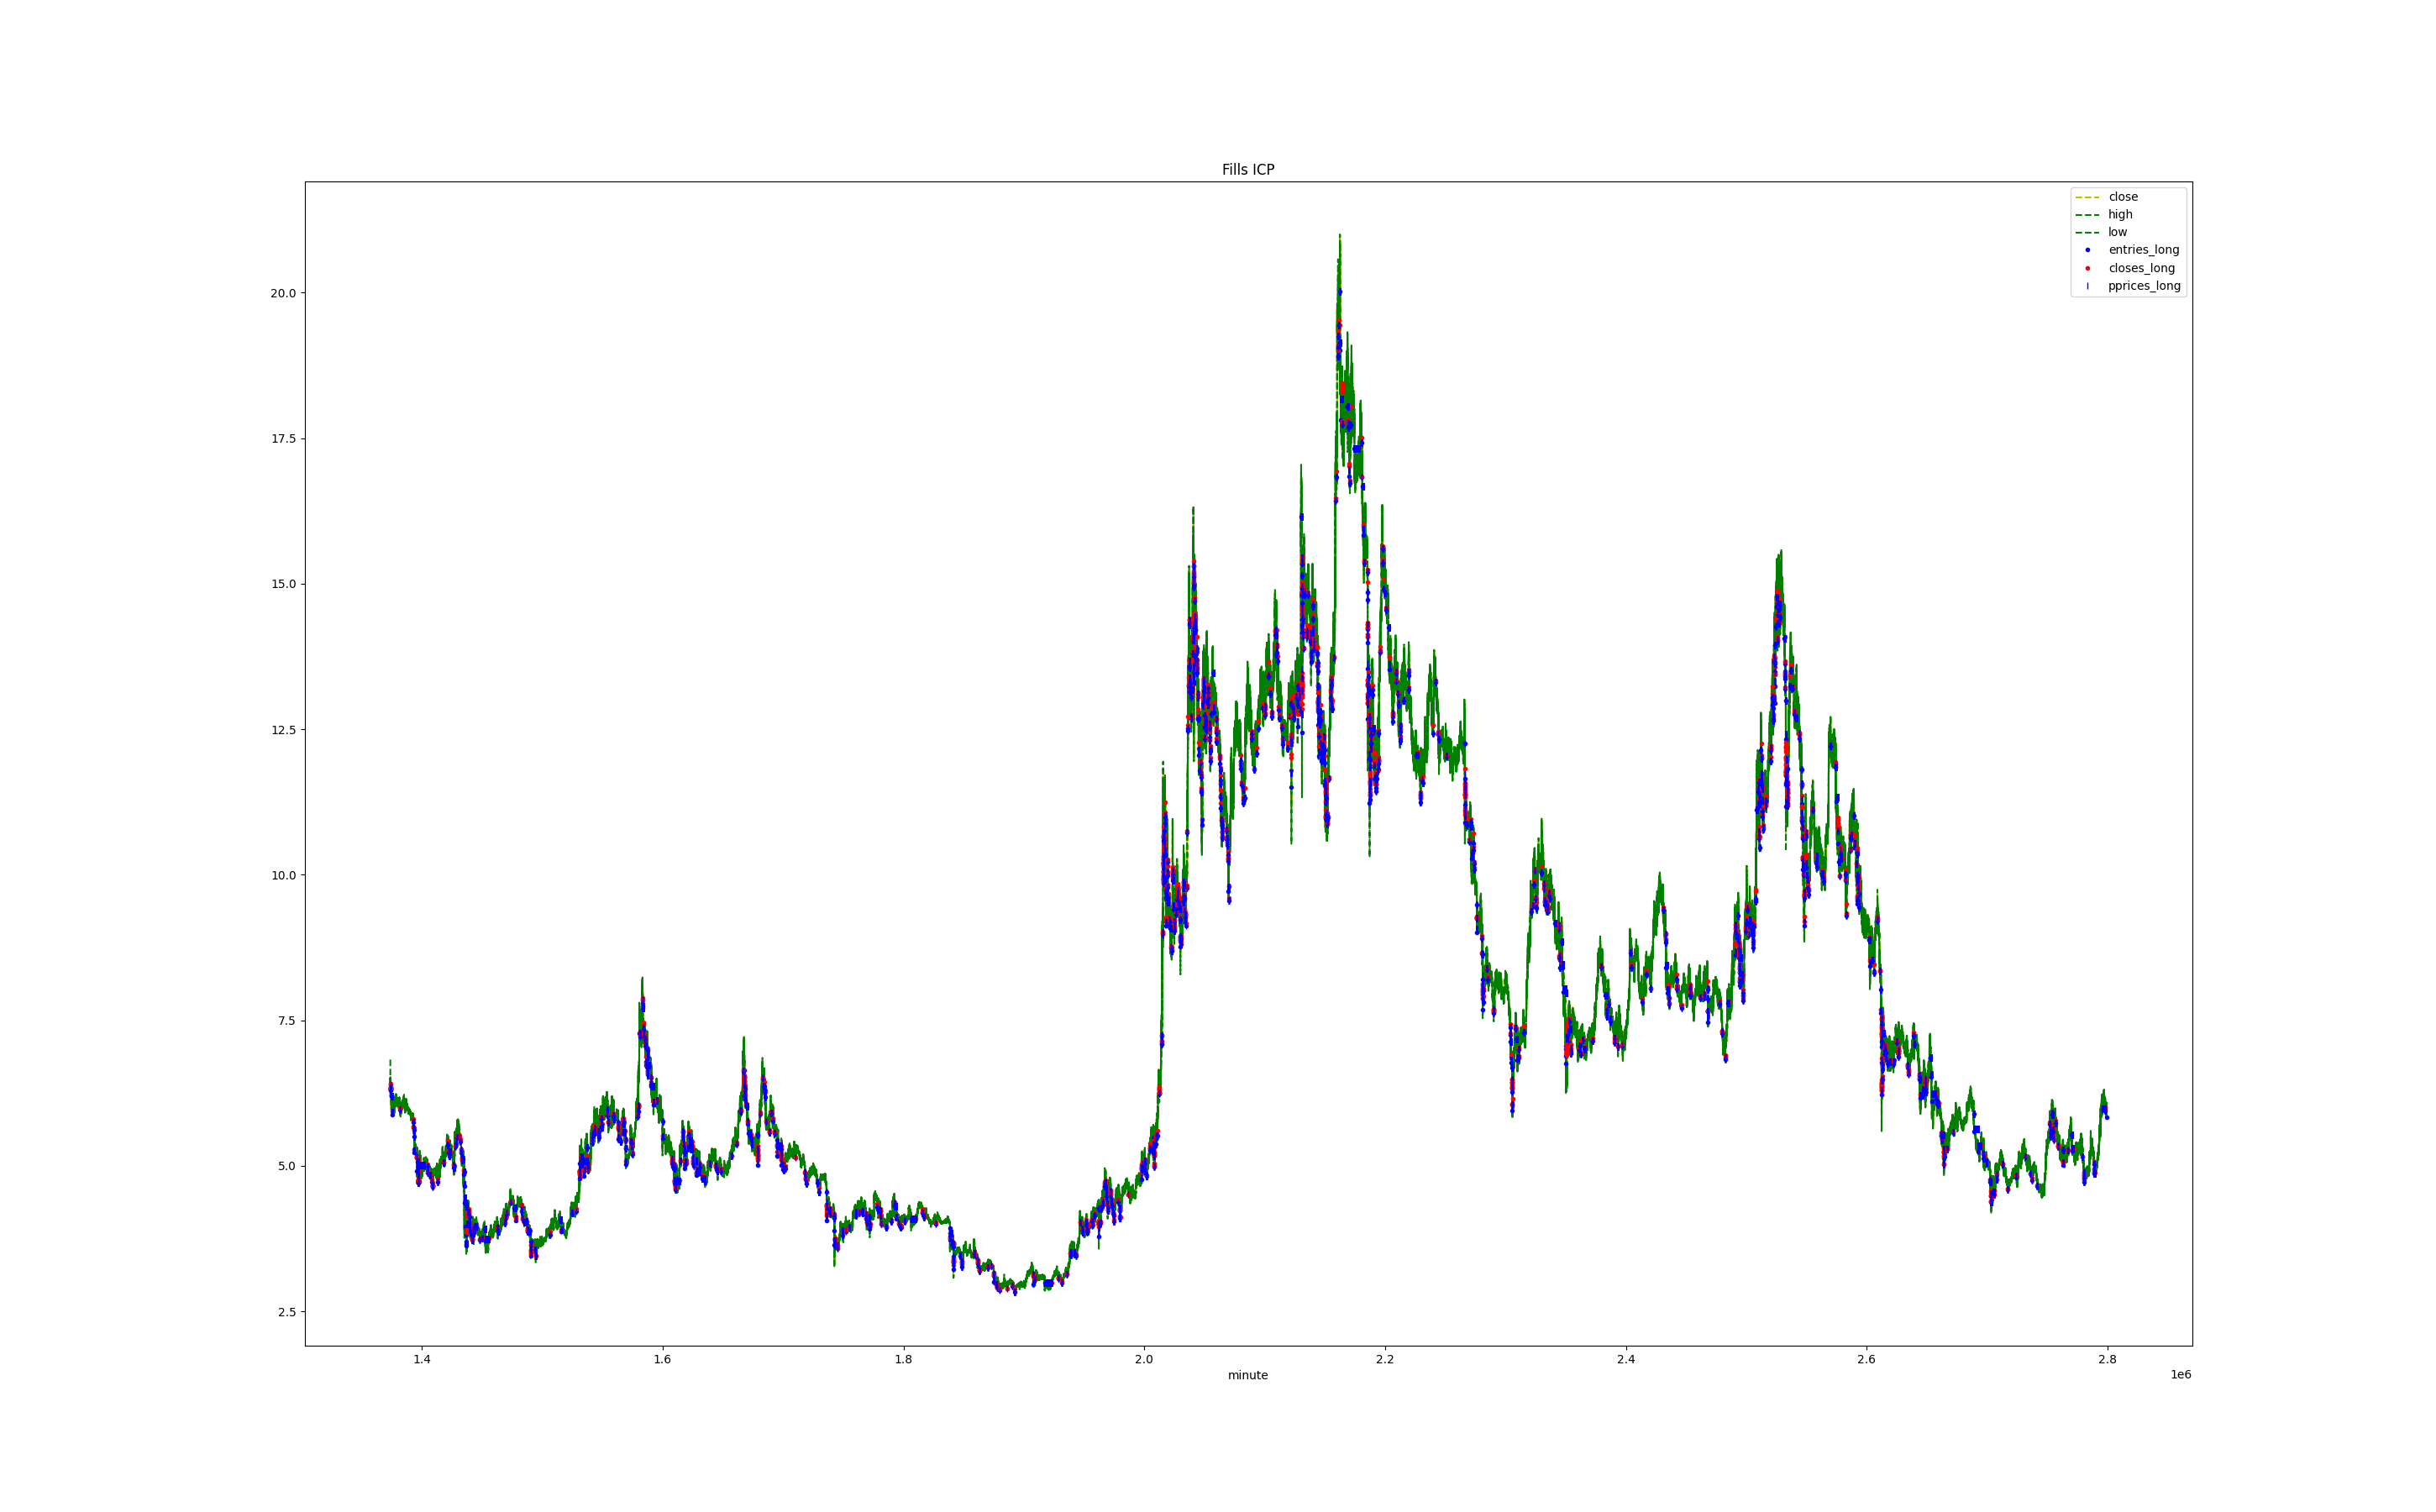 Fills ICP
close
high
low
entries_long
closes_long
pprices_long
20.0
17.5
15.0
12.5
10.0
7.5
5.0
2.5
1.4 1.6 1.8 2.0 2.2 2.4 2.6 2.8
minute
1e6